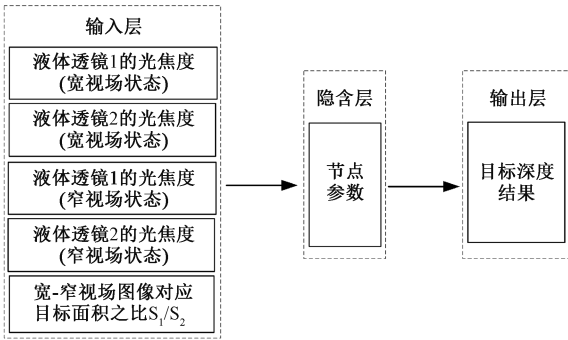 输入层
液体透镜1的光焦度
(宽视场状态)
液体透镜2的光焦度
(宽视场状态)
液体透镜1的光焦度
(窄视场状态)
液体透镜2的光焦度
(窄视场状态)
宽-窄视场图像对应
目标面积之比S₁/S₂
隐含层
节点
参数
输出层
目标深度
结果